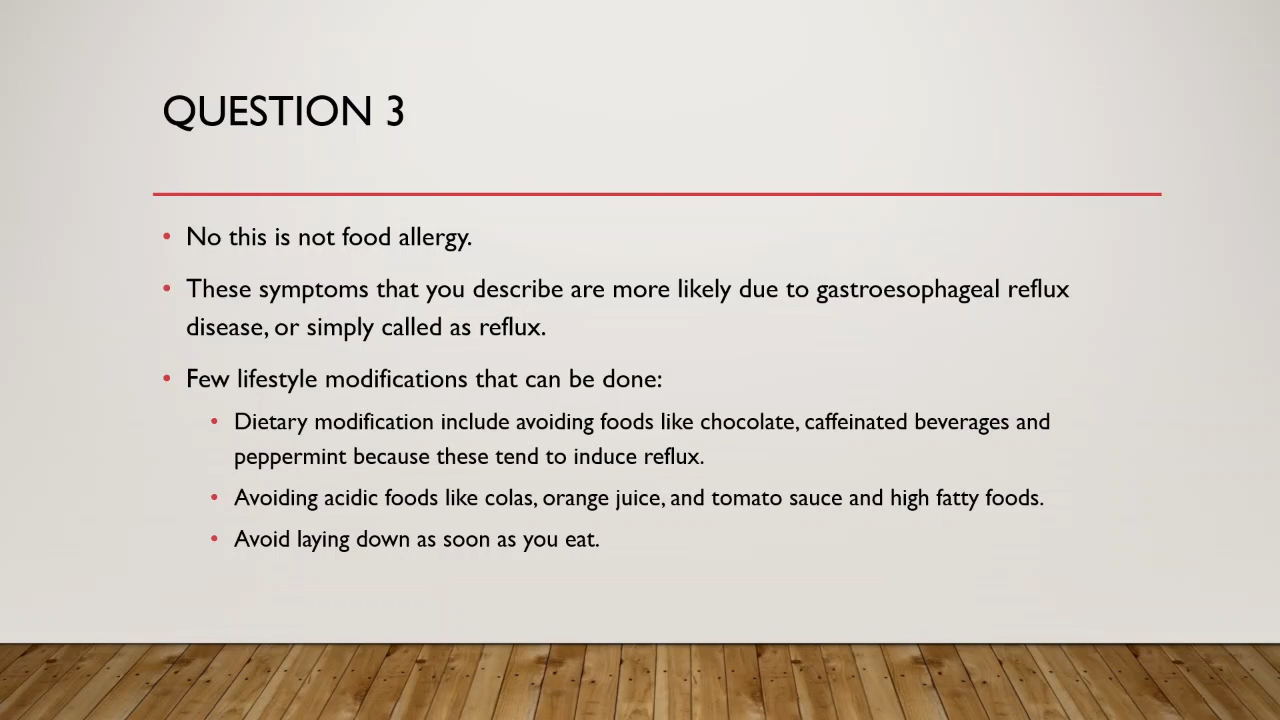 QUESTION 3
• No this is not food allergy.
• These symptoms that you describe are more likely due to gastroesophageal reflux
disease, or simply called as reflux.
• Few lifestyle modifications that can be done:
• Dietary modification include avoiding foods like chocolate, caffeinated beverages and
peppermint because these tend to induce reflux.
• Avoiding acidic foods like colas, orange juice, and tomato sauce and high fatty foods.
• Avoid laying down as soon as you eat.